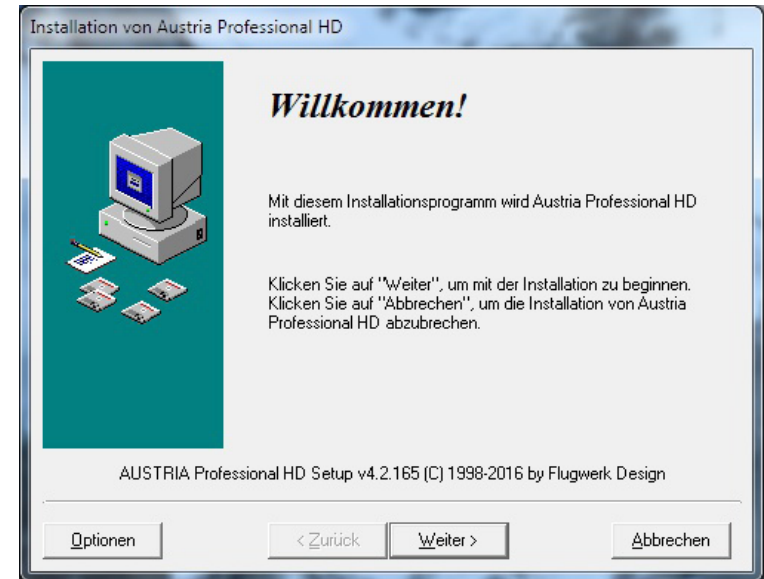 Installation von Austria Professional HD
Willkommen!
Mit diesem Installationsprogramm wird Austria Professional HD
installiert.
Klicken Sie auf "Weiter", um mit der Installation zu beginnen.
Klicken Sie auf "Abbrechen", um die Installation von Austria
Professional HD abzubrechen.
AUSTRIA Professional HD Setup v4.2.165 (C) 1998-2016 by Flugwerk Design
Optionen
< Zurück
Weiter >
Abbrechen